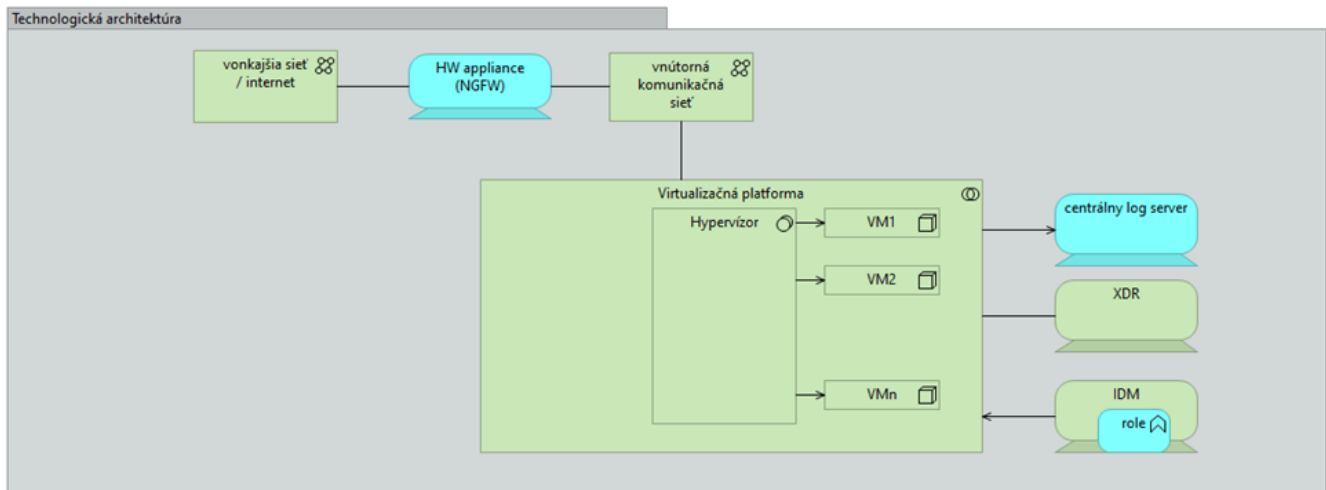 Technologická architektúra
vonkajšia sieť
/ internet
HW appliance
(NGFW)
vnútorná
komunikačná
sieť
Virtualizačná platforma
Hypervízor
VM1
VM2
VMn
centrálny log server
XDR
IDM
role